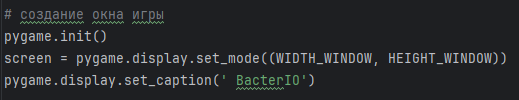 # создание окна игры
pygame.init()
screen = pygame.display.set_mode((WIDTH_WINDOW, HEIGHT_WINDOW))
pygame.display.set_caption(' BacterIO')